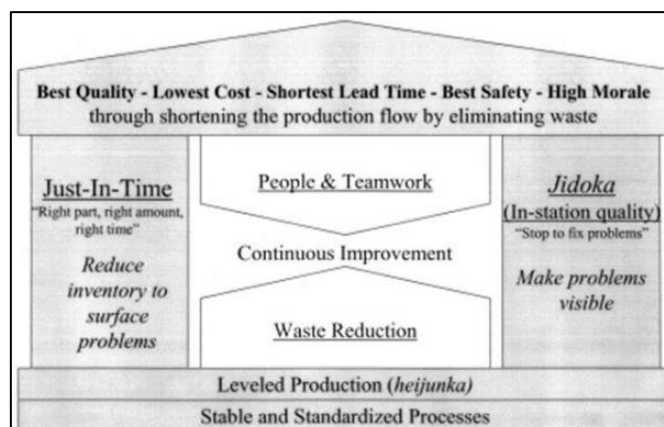 Best Quality - Lowest Cost - Shortest Lead Time - Best Safety - High Morale
through shortening the production flow by eliminating waste
Just-In-Time
"Right part, right amount,
right time"
Reduce
inventory to
surface
problems
People & Teamwork
Continuous Improvement
Waste Reduction
Jidoka
(In-station quality)
"Stop to fix problems"
Make problems
visible
Leveled Production (heijunka)
Stable and Standardized Processes